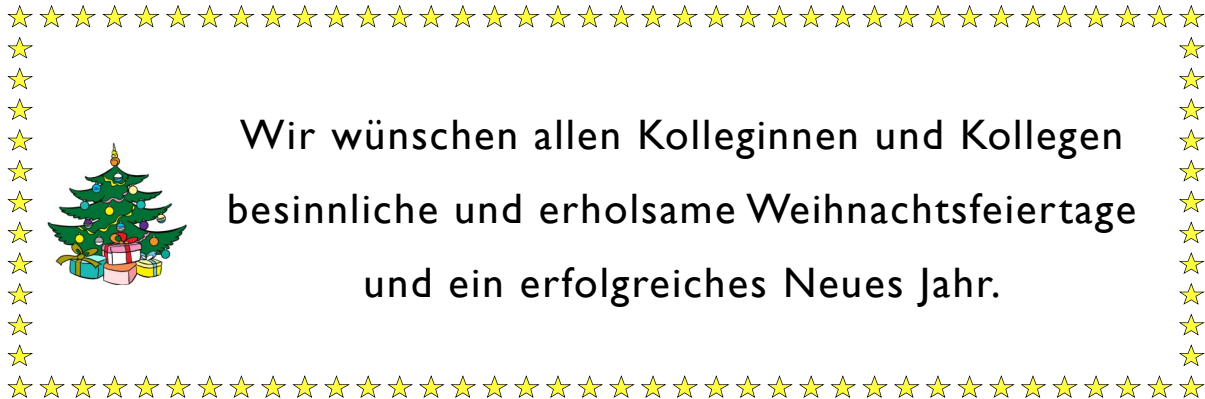 Wir wünschen allen Kolleginnen und Kollegen
besinnliche und erholsame Weihnachtsfeiertage
und ein erfolgreiches Neues Jahr.